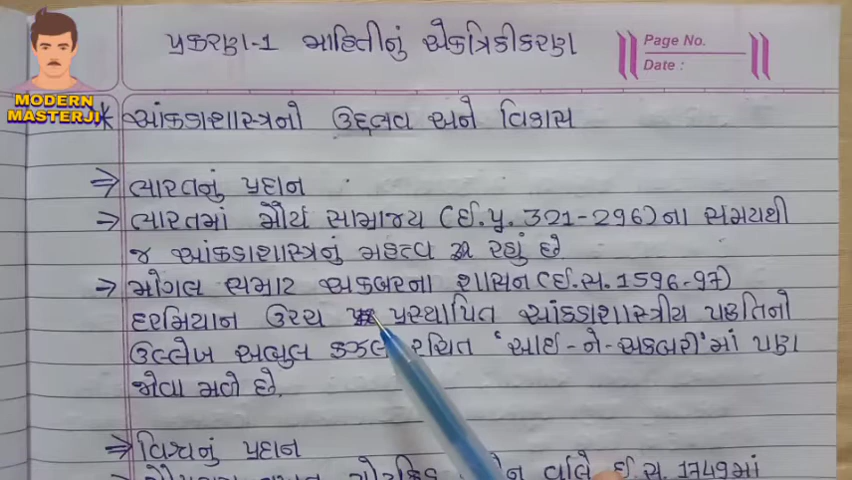 પ્રકરણ-1 માહિતીનું એકત્રિકીકરણ
Page No.
Date :
MODERN
MASTERJI
* આંકડાશાસ્ત્રનો ઉદ્દભવ અને વિકાસ
⇒ ભારતનું પ્રદાન
→ ભારતમાં મૌર્ય સામ્રાજ્ય (ઈ.પૂ. 321-296) ના સમયથી
જ આંકડાશાસ્ત્રનું મહત્વ રહ્યું છે
→ મોગલ સમ્રાટ અકબરના શાસન (ઈ.સ. 1596-97)
દરમિયાન ઉચ્ચ પ્રસ્થાપિત આંકડાશાસ્ત્રીય પદ્ધતિનો
ઉલ્લેખ અબુલ ફઝલ રચિત 'આઈ-ને-અકબરી'માં પણ
જોવા મળે છે.
⇒ વિશ્વનું પ્રદાન
ઈ.સ. 1749માં